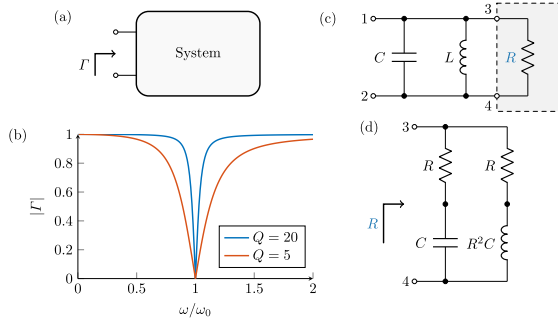 (a)
Γ
System
(b)
|Γ|
1
0.8
0.6
0.4
0.2
0
Q = 20
Q = 5
0
0.5
1
1.5
2
ω/ω₀
(c)
1
2
C
L
3
4
R
(d)
3
R
R
R
C
R²C
4